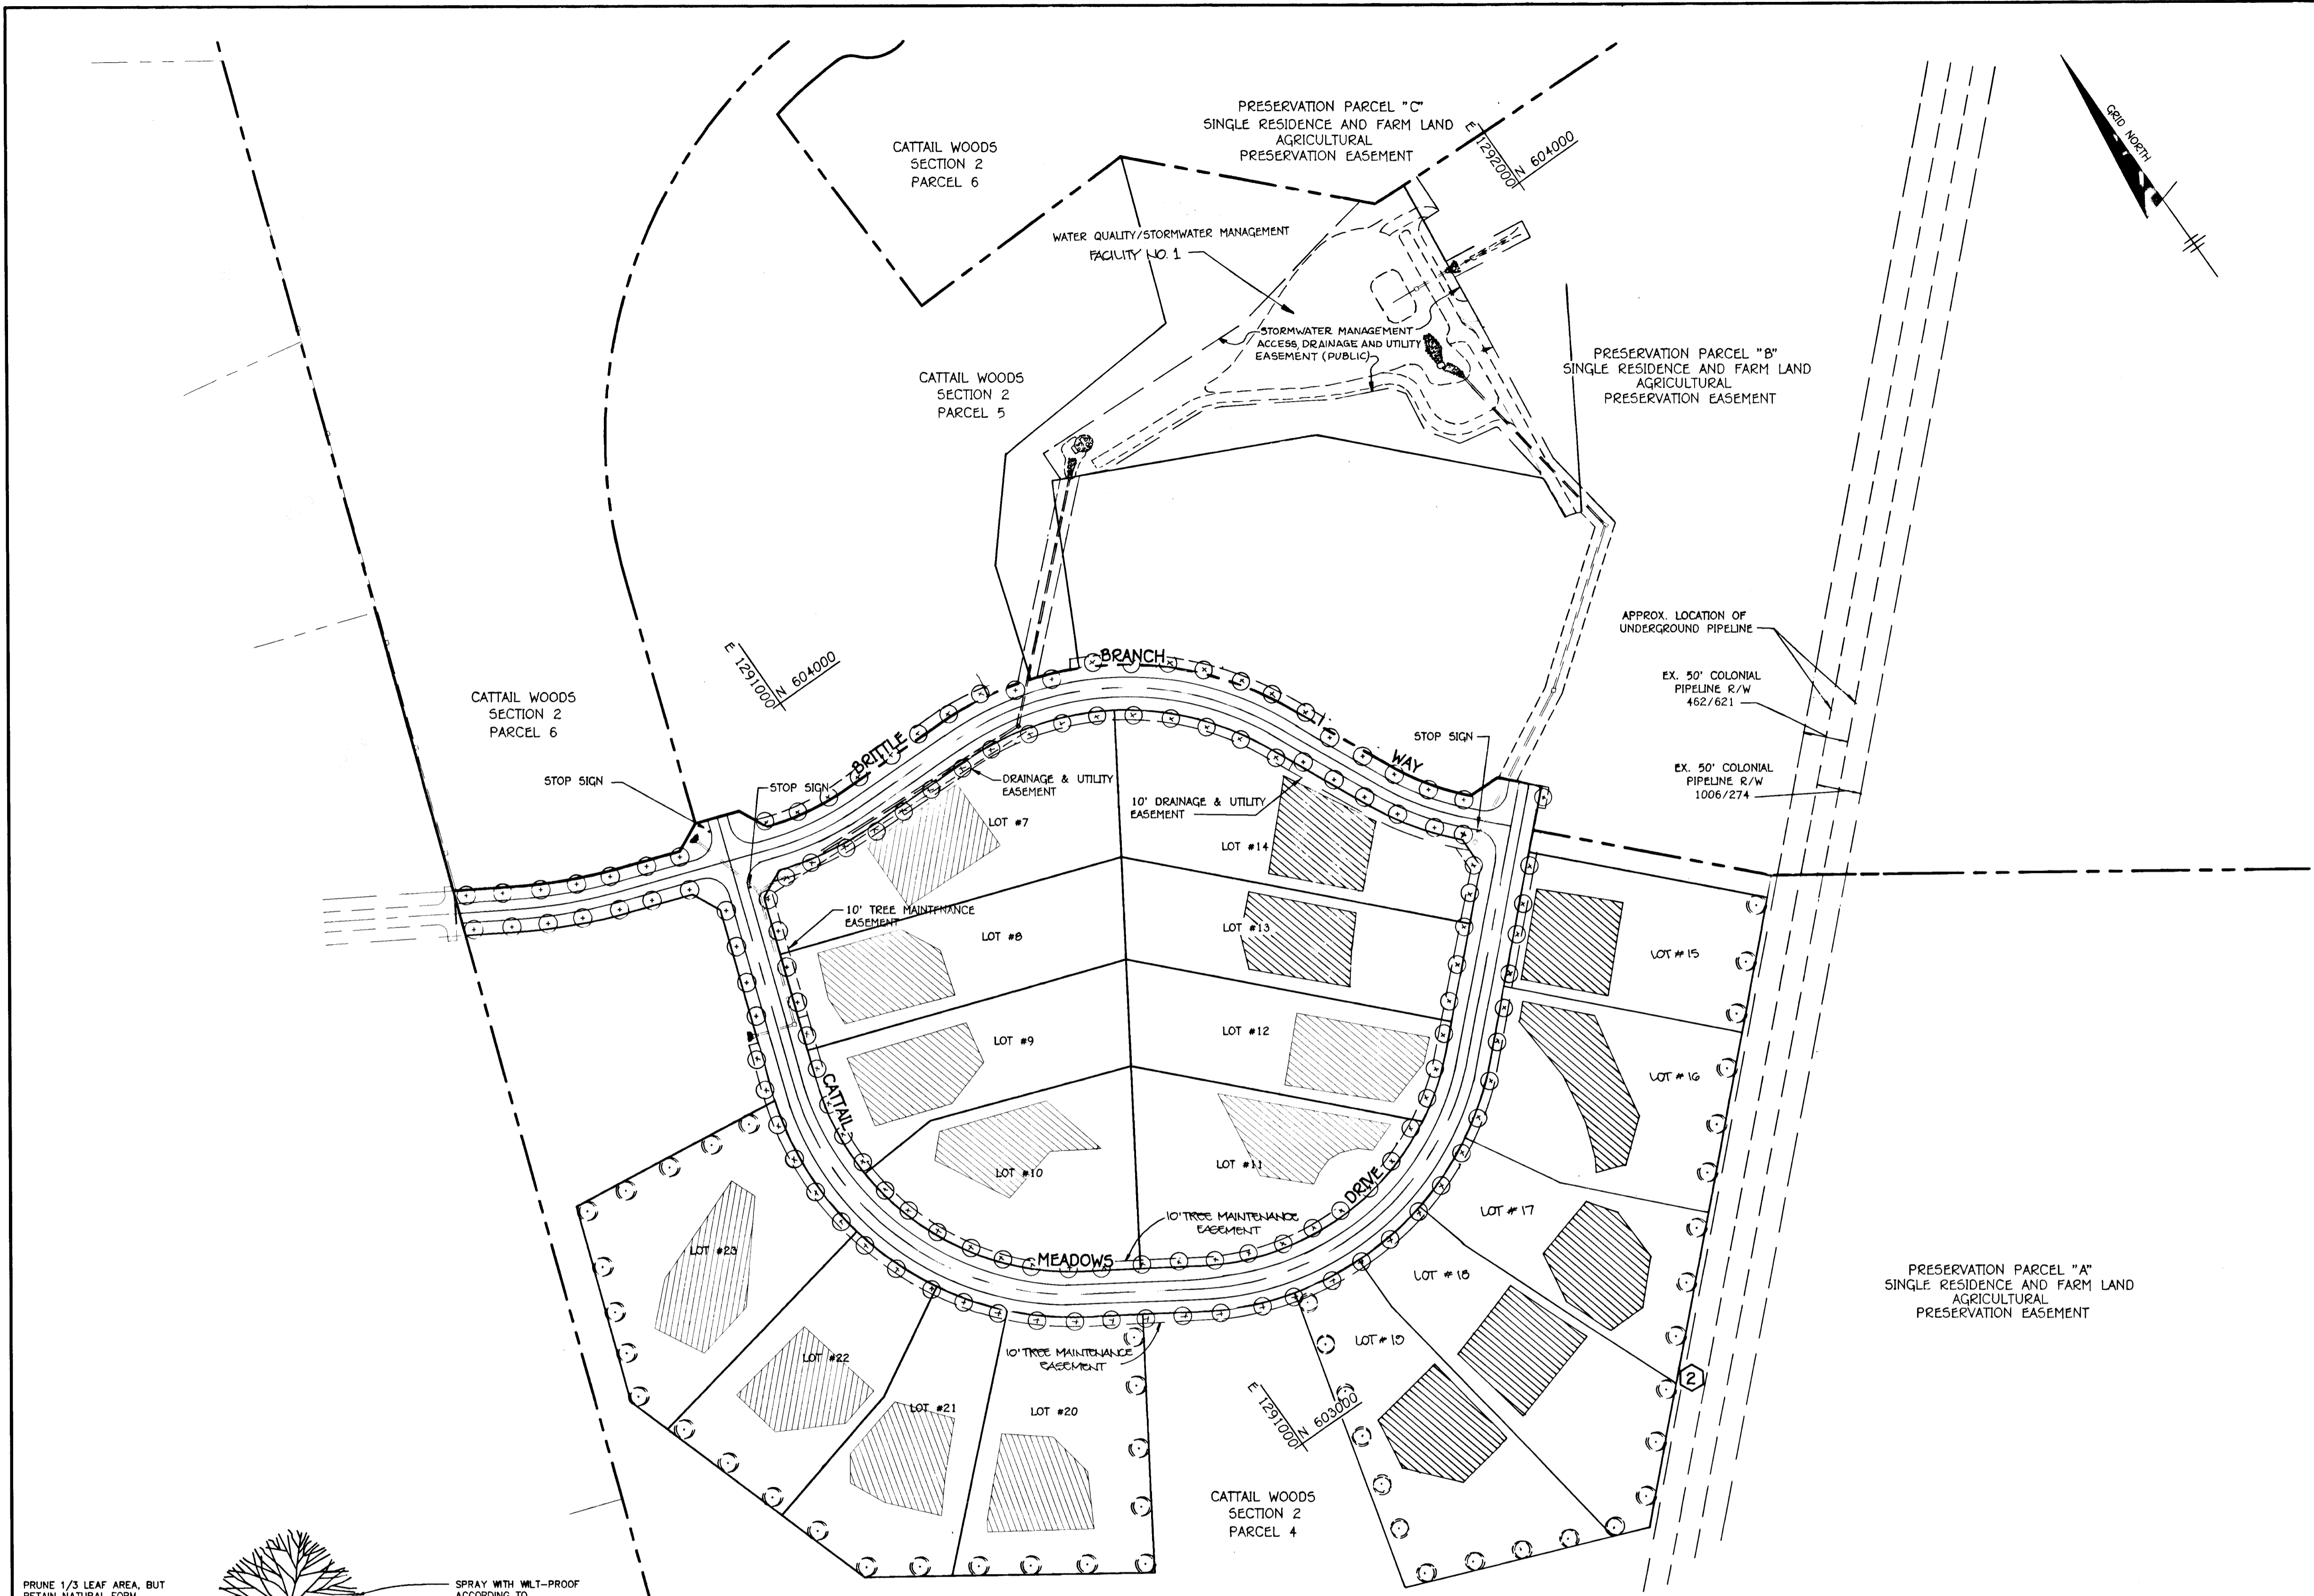 PRESERVATION PARCEL "C"
SINGLE RESIDENCE AND FARM LAND
AGRICULTURAL
PRESERVATION EASEMENT
E 1292000
N 604000
GRID NORTH
CATTAIL WOODS
SECTION 2
PARCEL 6
WATER QUALITY/STORMWATER MANAGEMENT
FACILITY NO. 1
STORMWATER MANAGEMENT
ACCESS, DRAINAGE AND UTILITY
EASEMENT (PUBLIC)
PRESERVATION PARCEL "B"
SINGLE RESIDENCE AND FARM LAND
AGRICULTURAL
PRESERVATION EASEMENT
CATTAIL WOODS
SECTION 2
PARCEL 5
APPROX. LOCATION OF
UNDERGROUND PIPELINE
EX. 50' COLONIAL
PIPELINE R/W
462/621
EX. 50' COLONIAL
PIPELINE R/W
1006/274
E 1291000
N 604000
CATTAIL WOODS
SECTION 2
PARCEL 6
BRITTLE
BRANCH
WAY
STOP SIGN
STOP SIGN
STOP SIGN
DRAINAGE & UTILITY
EASEMENT
10' DRAINAGE & UTILITY
EASEMENT
LOT #7
LOT #14
10' TREE MAINTENANCE
EASEMENT
LOT #8
LOT #13
LOT #15
LOT #9
LOT #12
LOT #16
CATTAIL
LOT #10
LOT #11
DRIVE
LOT #17
10' TREE MAINTENANCE
EASEMENT
MEADOWS
LOT #23
LOT #18
PRESERVATION PARCEL "A"
SINGLE RESIDENCE AND FARM LAND
AGRICULTURAL
PRESERVATION EASEMENT
LOT #19
10' TREE MAINTENANCE
EASEMENT
LOT #22
2
LOT #21
LOT #20
E 1291000
N 603000
CATTAIL WOODS
SECTION 2
PARCEL 4
PRUNE 1/3 LEAF AREA, BUT
RETAIN NATURAL FORM
SPRAY WITH WILT-PROOF
ACCORDING TO